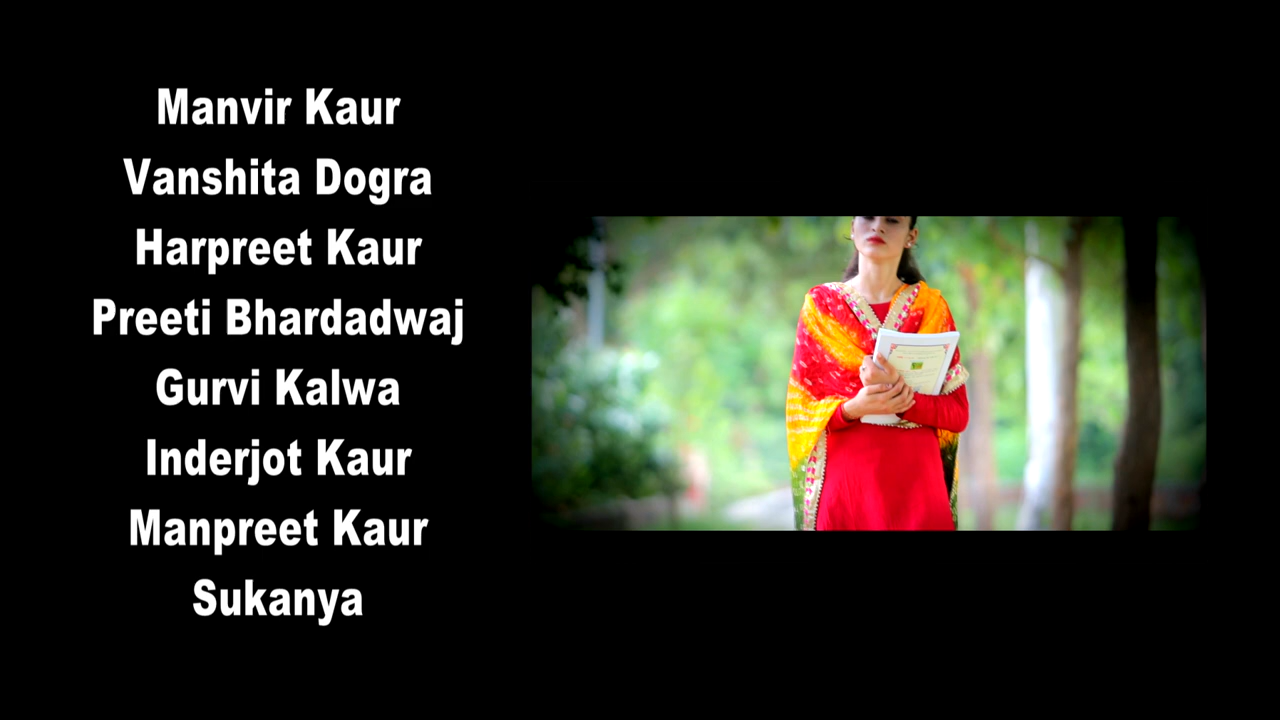 Manvir Kaur
Vanshita Dogra
Harpreet Kaur
Preeti Bhardadwaj
Gurvi Kalwa
Inderjot Kaur
Manpreet Kaur
Sukanya